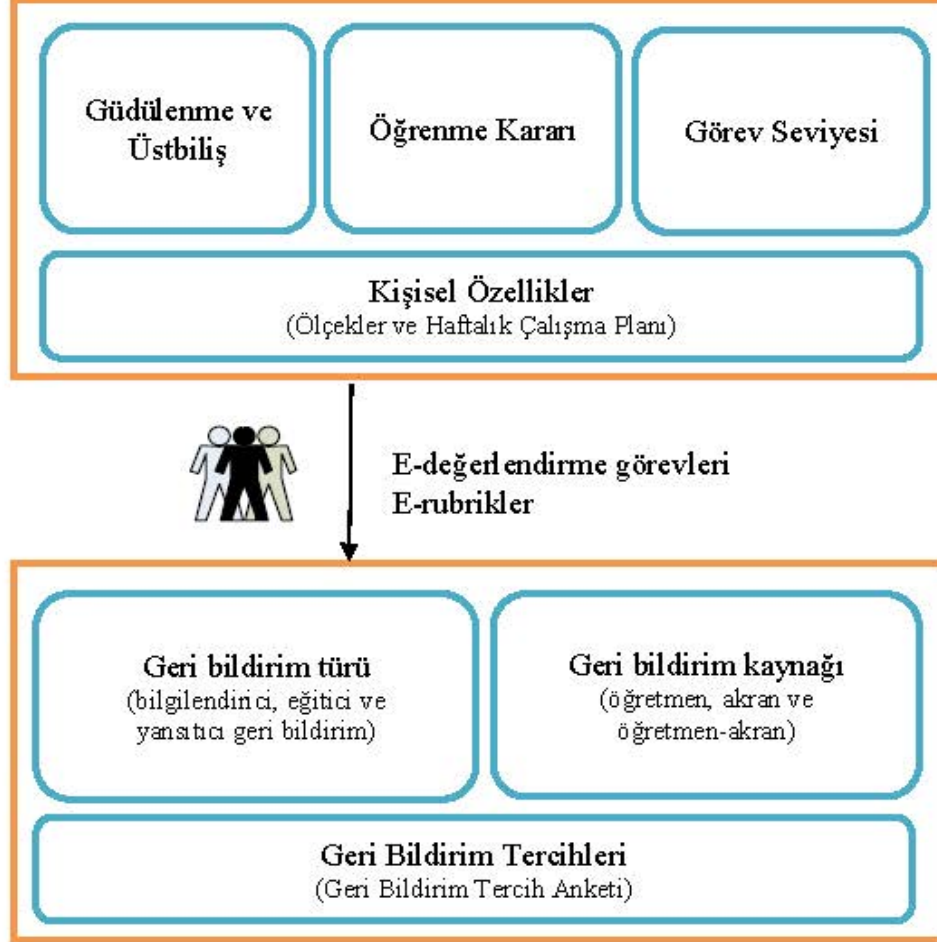 Güdülenme ve
Üstbiliş
Öğrenme Kararı
Görev Seviyesi
Kişisel Özellikler
(Ölçekler ve Haftalık Çalışma Planı)
E-değerlendirme görevleri
E-rubrikler
Geri bildirim türü
(bilgilendirici, eğitici ve
yansıtıcı geri bildirim)
Geri bildirim kaynağı
(öğretmen, akran ve
öğretmen-akran)
Geri Bildirim Tercihleri
(Geri Bildirim Tercih Anketi)